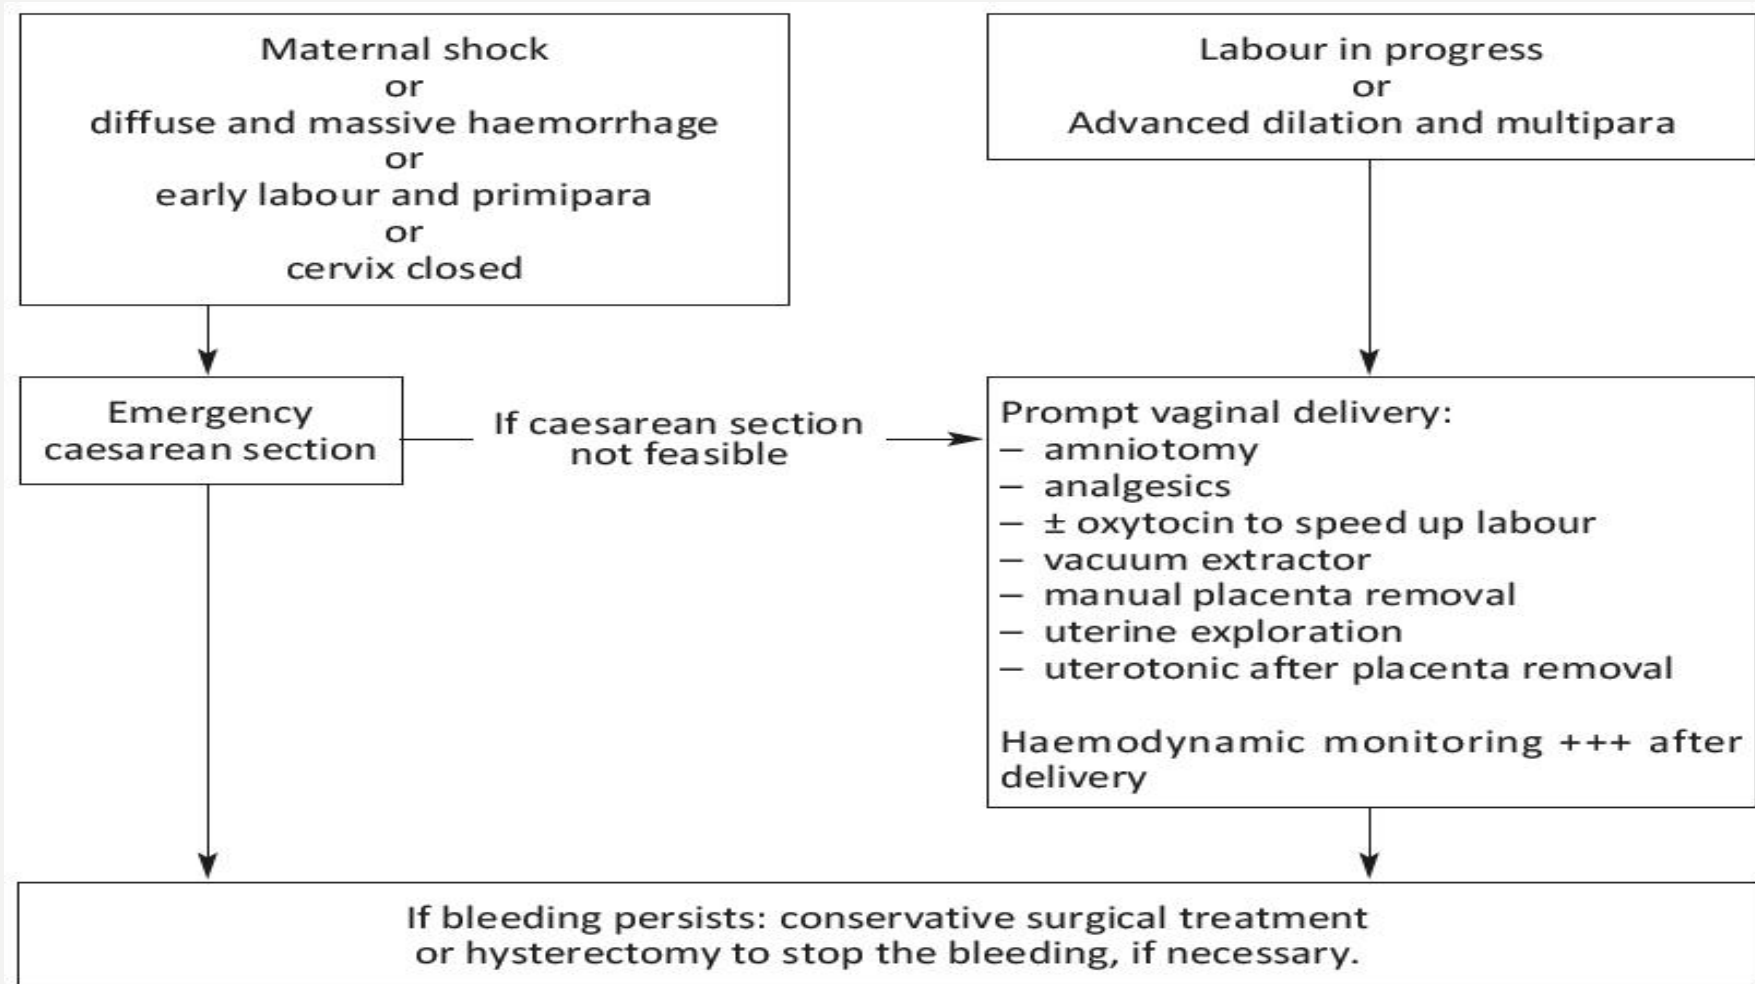 Maternal shock
or
diffuse and massive haemorrhage
or
early labour and primipara
or
cervix closed
Labour in progress
or
Advanced dilation and multipara
Emergency
caesarean section
If caesarean section
not feasible
Prompt vaginal delivery:
– amniotomy
– analgesics
– ± oxytocin to speed up labour
– vacuum extractor
– manual placenta removal
– uterine exploration
– uterotonic after placenta removal
Haemodynamic monitoring +++ after
delivery
If bleeding persists: conservative surgical treatment
or hysterectomy to stop the bleeding, if necessary.